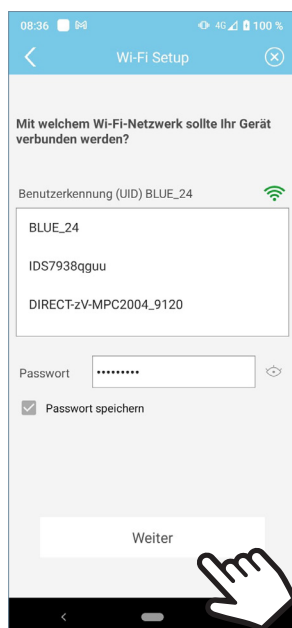 08:36 4G 100 %
Wi-Fi Setup
Mit welchem Wi-Fi-Netzwerk sollte Ihr Gerät
verbunden werden?
Benutzerkennung (UID) BLUE_24
BLUE_24
IDS7938qguu
DIRECT-zV-MPC2004_9120
Passwort •••••••••
Passwort speichern
Weiter